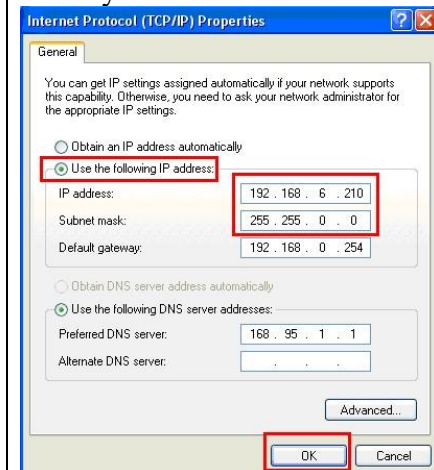 Internet Protocol (TCP/IP) Properties
General
You can get IP settings assigned automatically if your network supports
this capability. Otherwise, you need to ask your network administrator for
the appropriate IP settings.
Obtain an IP address automatically
Use the following IP address:
IP address: 192 . 168 . 6 . 210
Subnet mask: 255 . 255 . 0 . 0
Default gateway: 192 . 168 . 0 . 254
Obtain DNS server address automatically
Use the following DNS server addresses:
Preferred DNS server: 168 . 95 . 1 . 1
Alternate DNS server: . . .
Advanced...
OK Cancel